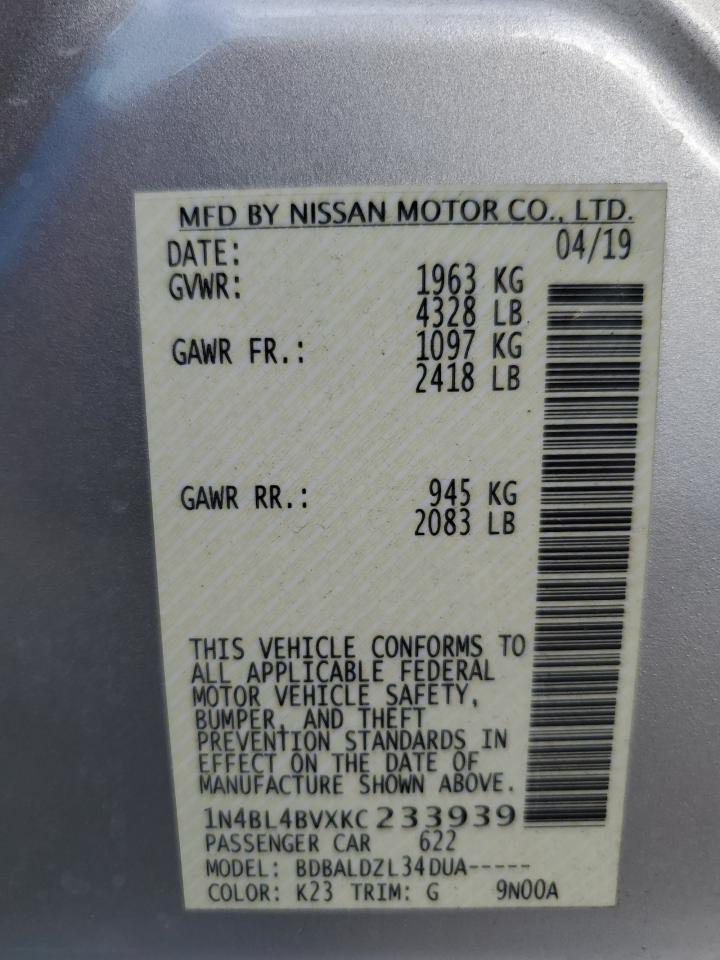 MFD BY NISSAN MOTOR CO., LTD.
DATE: 04/19
GVWR: 1963 KG
4328 LB
GAWR FR.: 1097 KG
2418 LB
GAWR RR.: 945 KG
2083 LB
THIS VEHICLE CONFORMS TO
ALL APPLICABLE FEDERAL
MOTOR VEHICLE SAFETY,
BUMPER, AND THEFT
PREVENTION STANDARDS IN
EFFECT ON THE DATE OF
MANUFACTURE SHOWN ABOVE.
1N4BL4BVXKC233939
PASSENGER CAR 622
MODEL: BDBALDZL34DUA-----
COLOR: K23 TRIM: G 9N00A